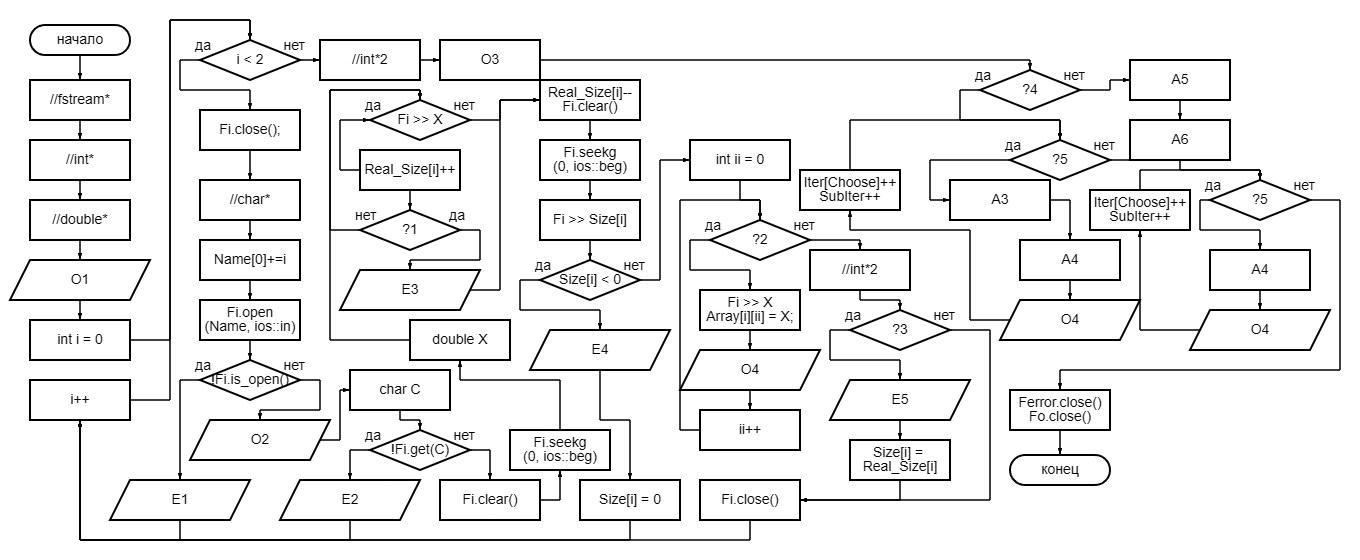 начало
//fstream*
//int*
//double*
O1
int i = 0
i++
да
i < 2
нет
Fi.close();
//char*
Name[0]+=i
Fi.open
(Name, ios::in)
да
!Fi.is_open()
нет
O2
E1
//int*2
O3
да
Fi >> X
нет
Real_Size[i]++
нет
?1
да
E3
double X
char C
да
!Fi.get(C)
нет
E2
Fi.clear()
Fi.seekg
(0, ios::beg)
Real_Size[i]--
Fi.clear()
Fi.seekg
(0, ios::beg)
Fi >> Size[i]
да
Size[i] < 0
нет
E4
Size[i] = 0
int ii = 0
да
?2
нет
Fi >> X
Array[i][ii] = X;
O4
ii++
//int*2
да
?3
нет
E5
Size[i] =
Real_Size[i]
Fi.close()
да
?4
нет
да
?5
нет
A3
A4
O4
Iter[Choose]++
SubIter++
A5
A6
да
?5
нет
A4
O4
Iter[Choose]++
SubIter++
Ferror.close()
Fo.close()
конец